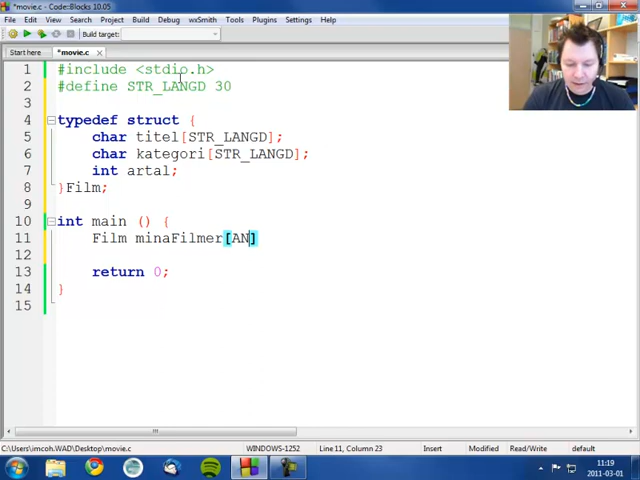 *movie.c - Code::Blocks 10.05
File Edit View Search Project Build Debug wxSmith Tools Plugins Settings Help
Build target:
Start here *movie.c
1 #include <stdio.h>
2 #define STR_LANGD 30
3
4 typedef struct {
5 char titel[STR_LANGD];
6 char kategori[STR_LANGD];
7 int artal;
8 }Film;
9
10 int main () {
11 Film minaFilmer[AN]
12
13 return 0;
14 }
15
C:\Users\imcoh.WAD\Desktop\movie.c WINDOWS-1252 Line 11, Column 23 Insert Modified Read/Write default
11:19
2011-03-01